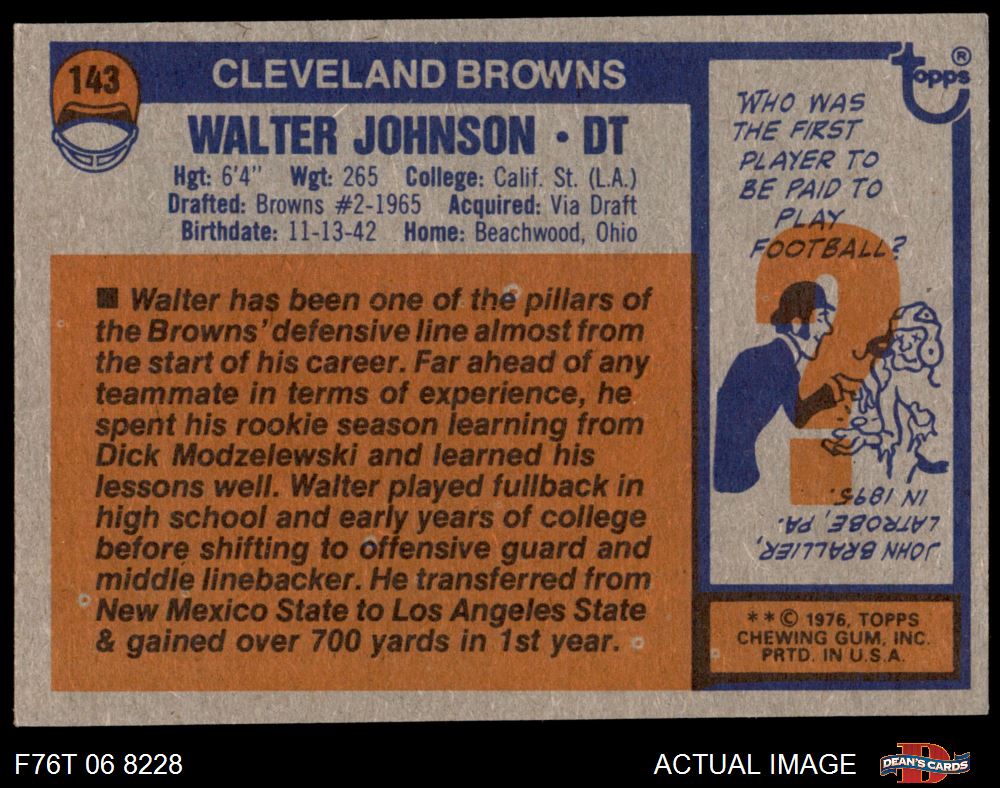 143
CLEVELAND BROWNS
WALTER JOHNSON • DT
Hgt: 6'4" Wgt: 265 College: Calif. St. (L.A.)
Drafted: Browns #2-1965 Acquired: Via Draft
Birthdate: 11-13-42 Home: Beachwood, Ohio
■ Walter has been one of the pillars of
the Browns' defensive line almost from
the start of his career. Far ahead of any
teammate in terms of experience, he
spent his rookie season learning from
Dick Modzelewski and learned his
lessons well. Walter played fullback in
high school and early years of college
before shifting to offensive guard and
middle linebacker. He transferred from
New Mexico State to Los Angeles State
& gained over 700 yards in 1st year.
topps®
WHO WAS
THE FIRST
PLAYER TO
BE PAID TO
PLAY
FOOTBALL?
?
JOHN BRALLIER,
LATROBE, PA.
IN 1895.
**© 1976, TOPPS
CHEWING GUM, INC.
PRTD. IN U.S.A.
F76T 06 8228
ACTUAL IMAGE
D
DEAN'S CARDS